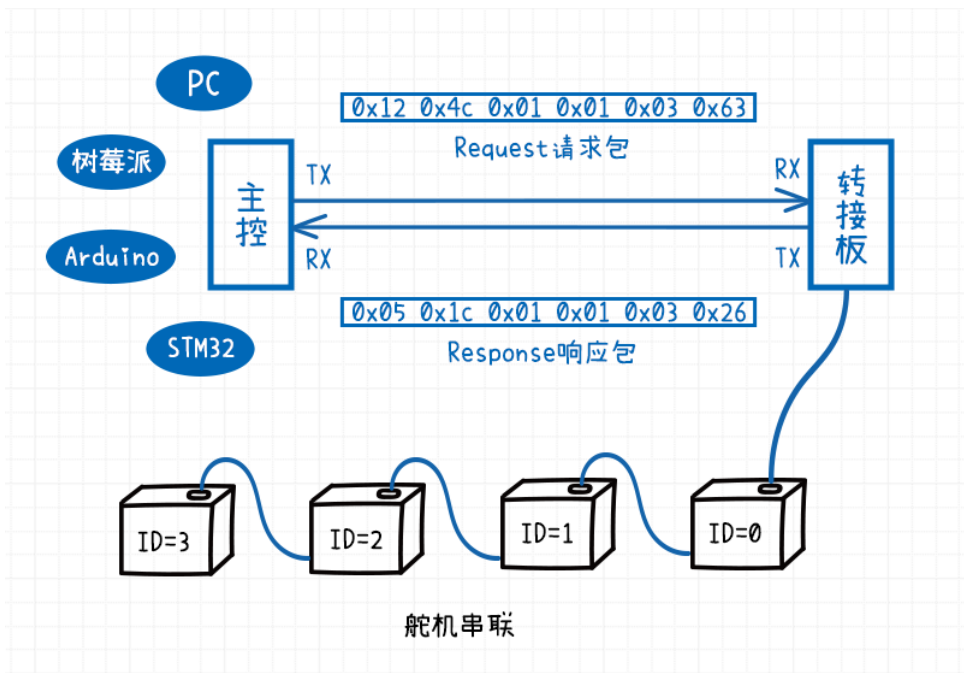 PC
0x12 0x4c 0x01 0x01 0x03 0x63
Request请求包
树莓派
主控
TX
RX
转接板
Arduino
RX
TX
0x05 0x1c 0x01 0x01 0x03 0x26
Response响应包
STM32
ID=3
ID=2
ID=1
ID=0
舵机串联